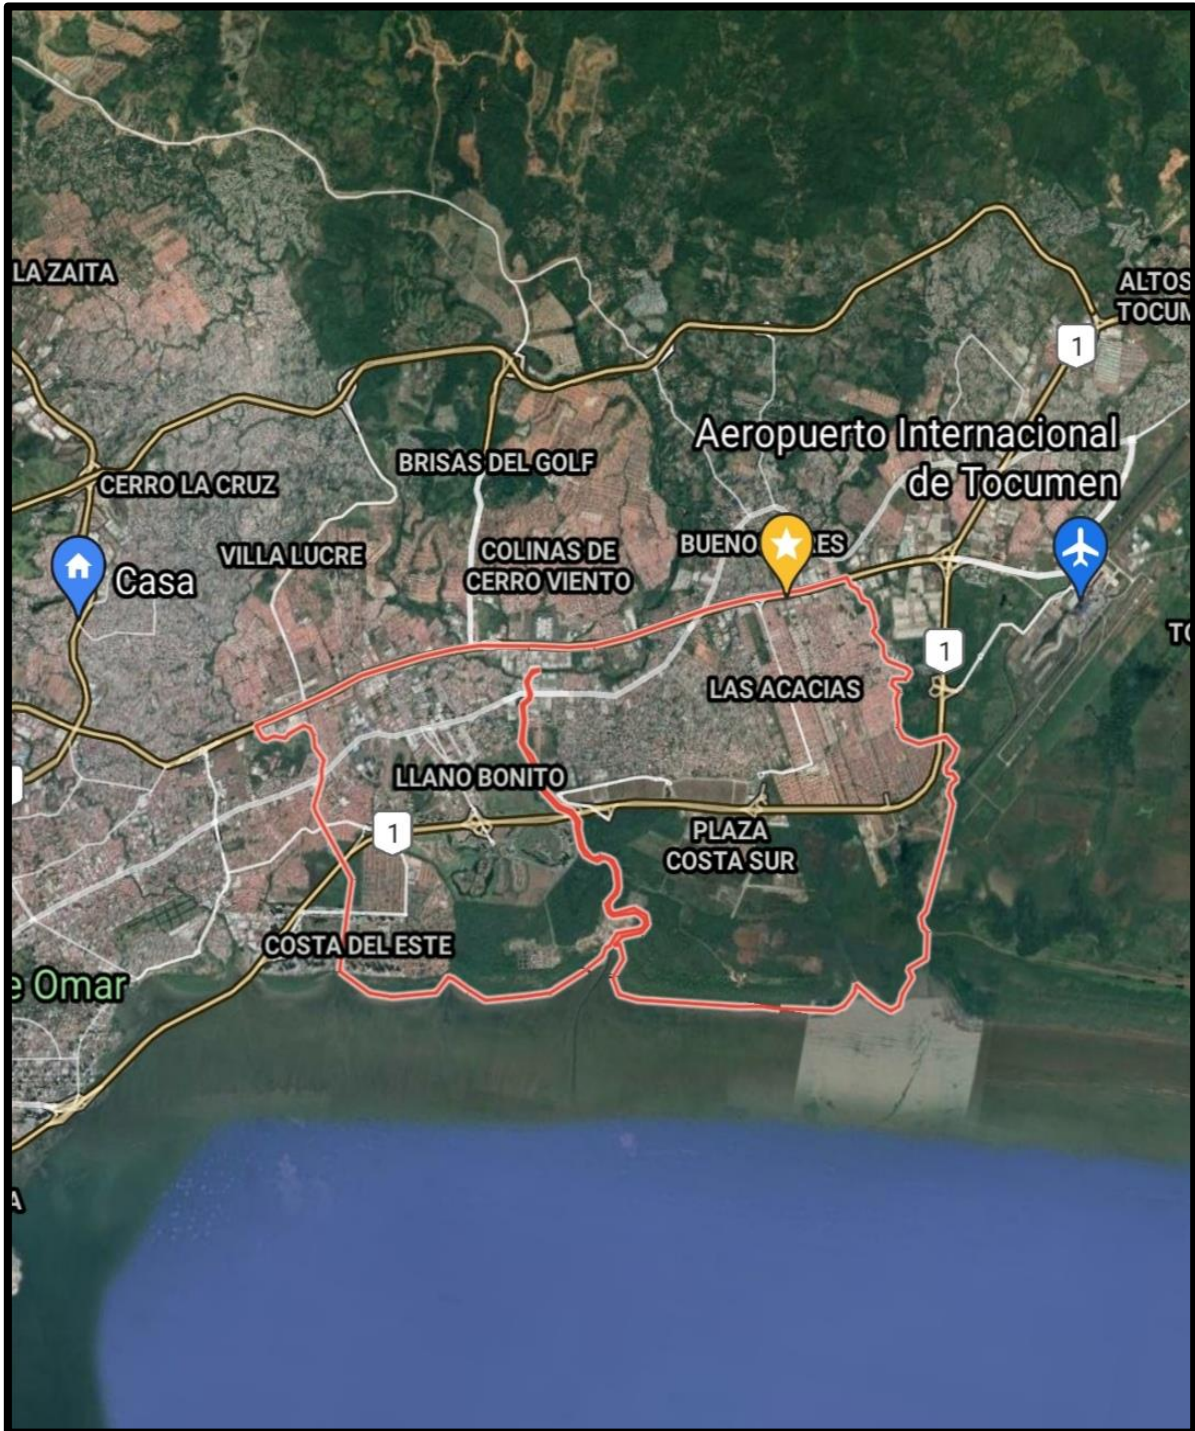 LA ZAITA
ALTOS
TOCUM
1
Aeropuerto Internacional
de Tocumen
BRISAS DEL GOLF
CERRO LA CRUZ
VILLA LUCRE
COLINAS DE
CERRO VIENTO
Casa
1
LAS ACACIAS
LLANO BONITO
1
PLAZA
COSTA SUR
COSTA DEL ESTE
e Omar
A